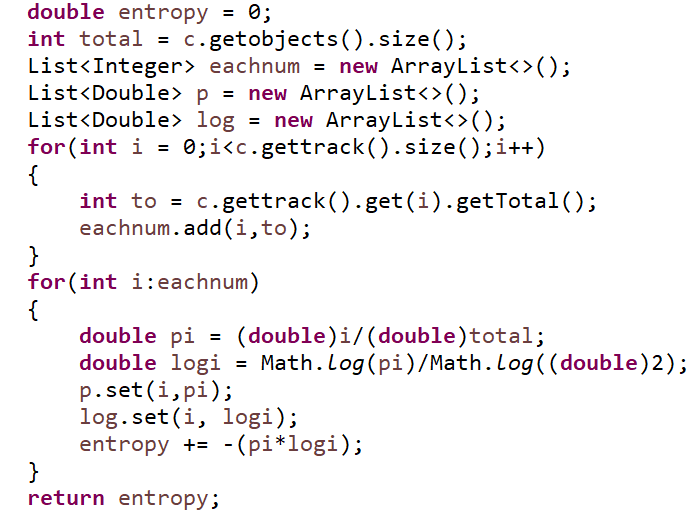 double entropy = 0;
int total = c.getobjects().size();
List<Integer> eachnum = new ArrayList<>();
List<Double> p = new ArrayList<>();
List<Double> log = new ArrayList<>();
for(int i = 0;i<c.gettrack().size();i++)
{
    int to = c.gettrack().get(i).getTotal();
    eachnum.add(i,to);
}
for(int i:eachnum)
{
    double pi = (double)i/(double)total;
    double logi = Math.log(pi)/Math.log((double)2);
    p.set(i,pi);
    log.set(i, logi);
    entropy += -(pi*logi);
}
return entropy;